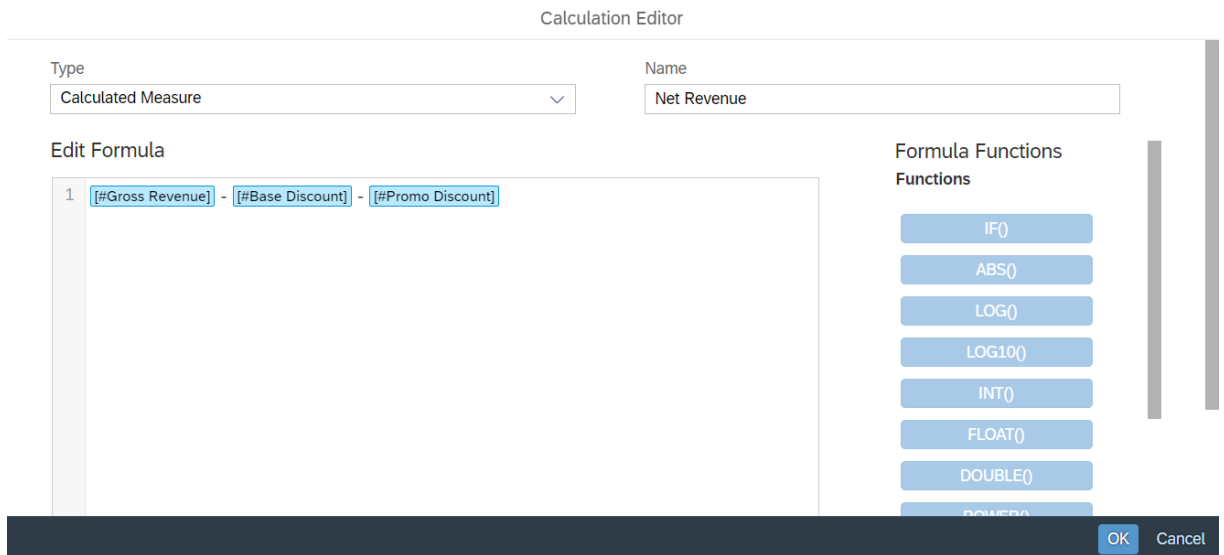 Calculation Editor
Type
Name
Calculated Measure
Net Revenue
Edit Formula
Formula Functions
Functions
1 [#Gross Revenue] - [#Base Discount] - [#Promo Discount]
IF()
ABS()
LOG()
LOG10()
INT()
FLOAT()
DOUBLE()
POWER()
OK Cancel